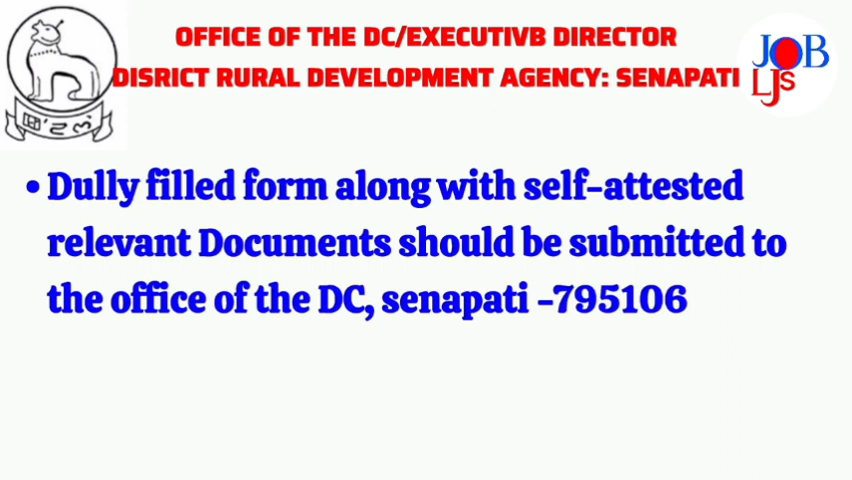 OFFICE OF THE DC/EXECUTIVB DIRECTOR
DISRICT RURAL DEVELOPMENT AGENCY: SENAPATI
JOB
LJS
• Dully filled form along with self-attested
relevant Documents should be submitted to
the office of the DC, senapati -795106